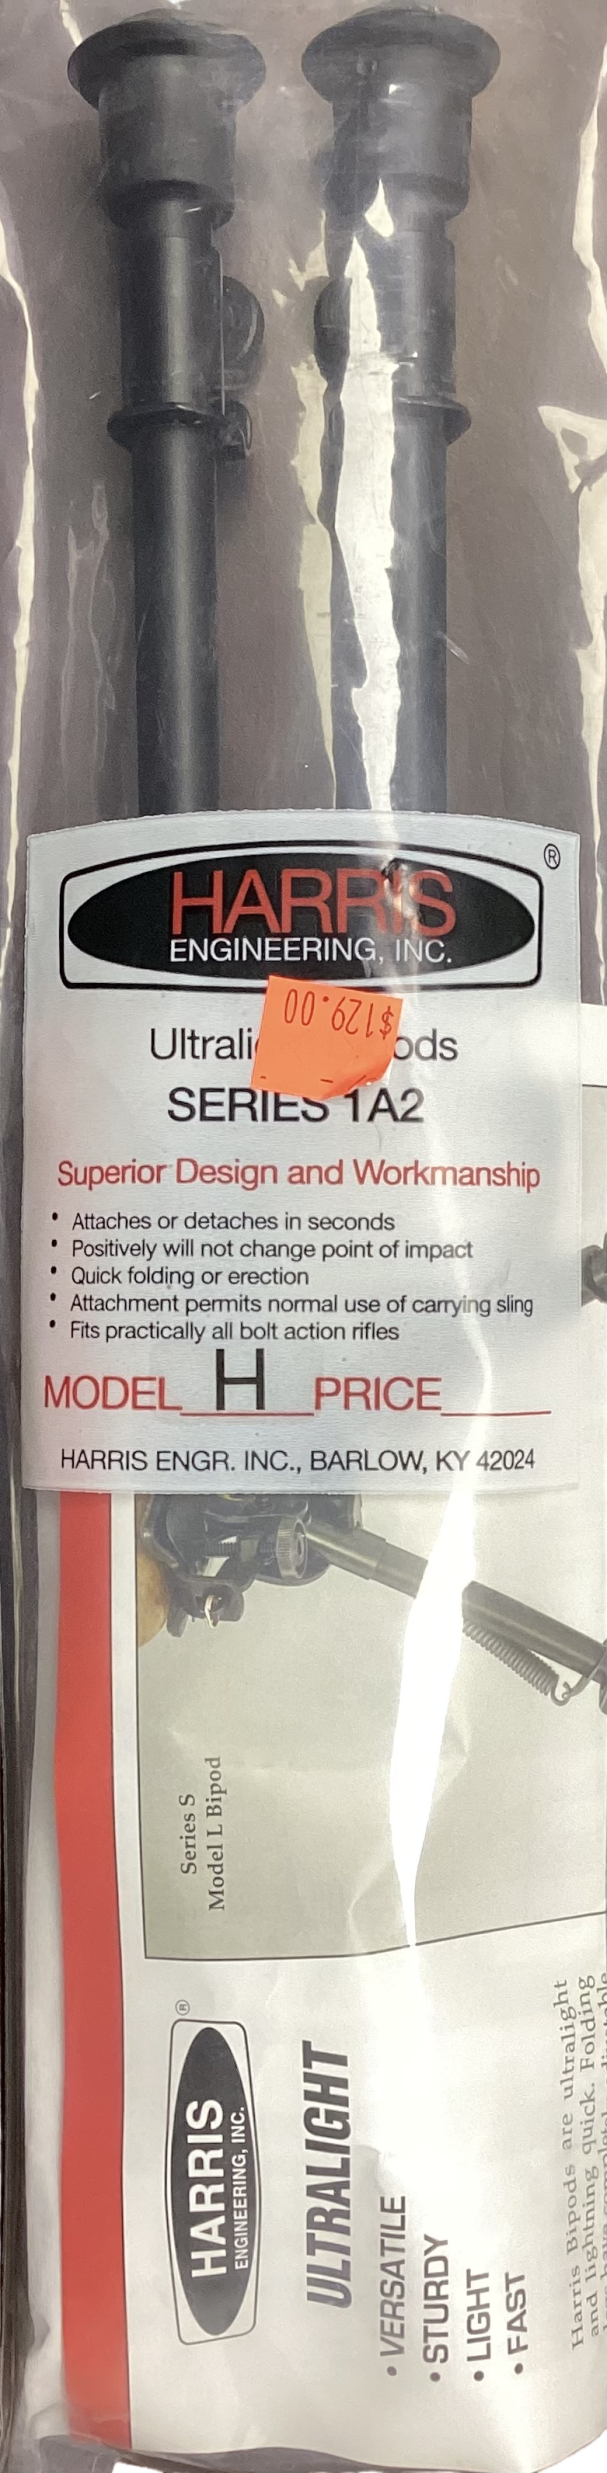 HARRIS
®
ENGINEERING, INC.
$129.00
SERIES 1A2
Superior Design and Workmanship
• Attaches or detaches in seconds
• Positively will not change point of impact
• Quick folding or erection
• Attachment permits normal use of carrying sling
• Fits practically all bolt action rifles
MODEL H PRICE
HARRIS ENGR. INC., BARLOW, KY 42024
Series S
Model L Bipod
HARRIS
®
ENGINEERING, INC.
ULTRALIGHT
• VERSATILE
• STURDY
• LIGHT
• FAST
Harris Bipods are ultralight
and lightning quick. Folding